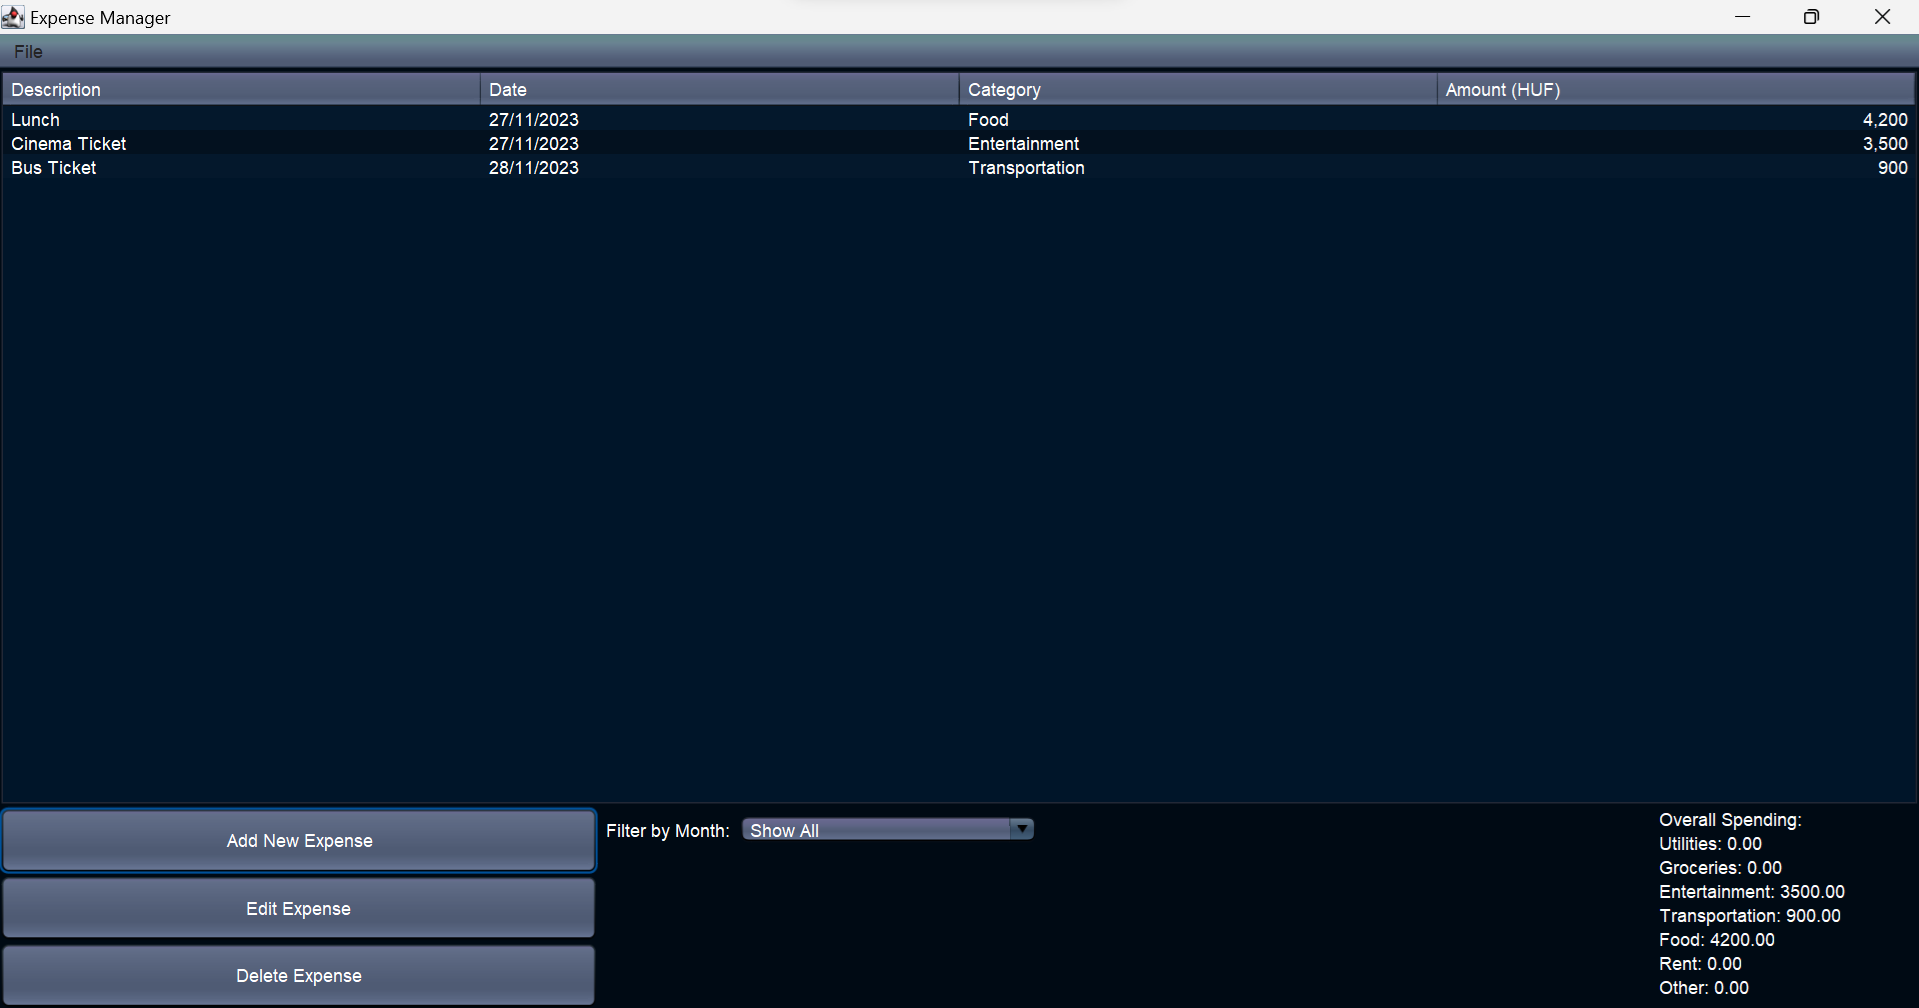 Expense Manager
File
Description Date Category Amount (HUF)
Lunch 27/11/2023 Food 4,200
Cinema Ticket 27/11/2023 Entertainment 3,500
Bus Ticket 28/11/2023 Transportation 900
Add New Expense
Edit Expense
Delete Expense
Filter by Month: Show All
Overall Spending:
Utilities: 0.00
Groceries: 0.00
Entertainment: 3500.00
Transportation: 900.00
Food: 4200.00
Rent: 0.00
Other: 0.00